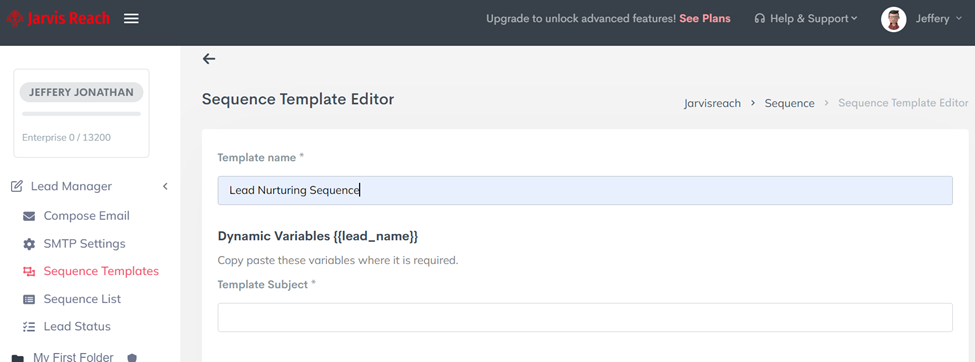 Jarvis Reach
Upgrade to unlock advanced features! See Plans
Help & Support
Jeffery
JEFFERY JONATHAN
Enterprise 0 / 13200
Lead Manager
Compose Email
SMTP Settings
Sequence Templates
Sequence List
Lead Status
My First Folder
Sequence Template Editor
Jarvisreach > Sequence > Sequence Template Editor
Template name *
Lead Nurturing Sequence
Dynamic Variables {{lead_name}}
Copy paste these variables where it is required.
Template Subject *